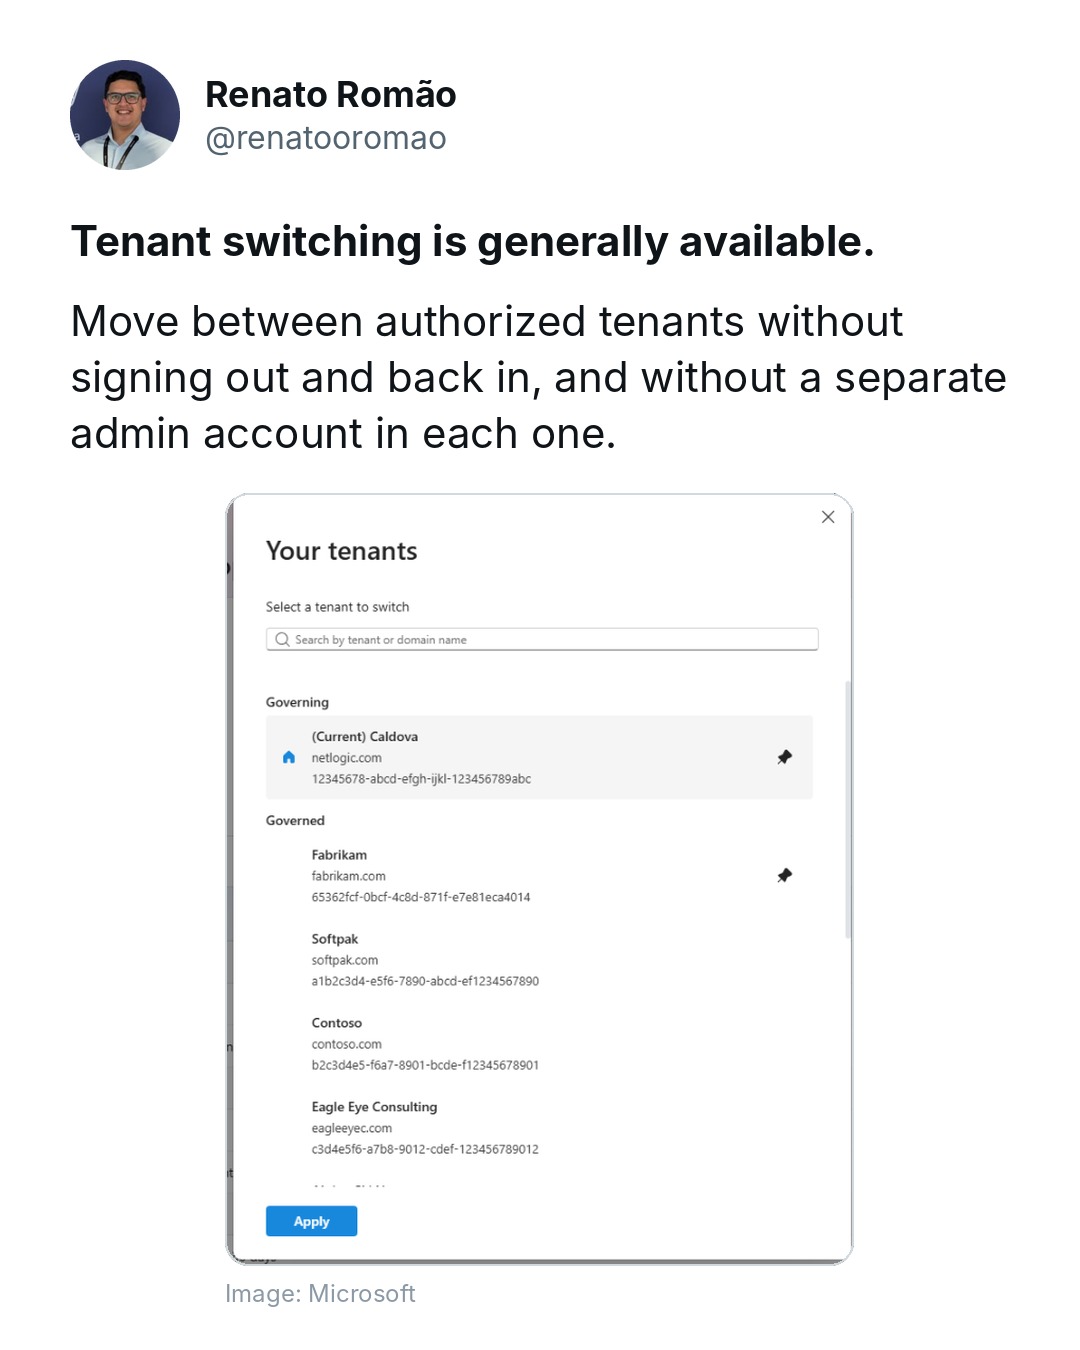 Renato Romão
@renatooromao
Tenant switching is generally available.
Move between authorized tenants without
signing out and back in, and without a separate
admin account in each one.
Your tenants
Select a tenant to switch
Search by tenant or domain name
Governing
(Current) Caldova
netlogic.com
12345678-abcd-efgh-ijkl-123456789abc
Governed
Fabrikam
fabrikam.com
65362fcf-0bcf-4c8d-871f-e7e81eca4014
Softpak
softpak.com
a1b2c3d4-e5f6-7890-abcd-ef1234567890
Contoso
contoso.com
b2c3d4e5-f6a7-8901-bcde-f12345678901
Eagle Eye Consulting
eagleeyec.com
c3d4e5f6-a7b8-9012-cdef-123456789012
Apply
Image: Microsoft